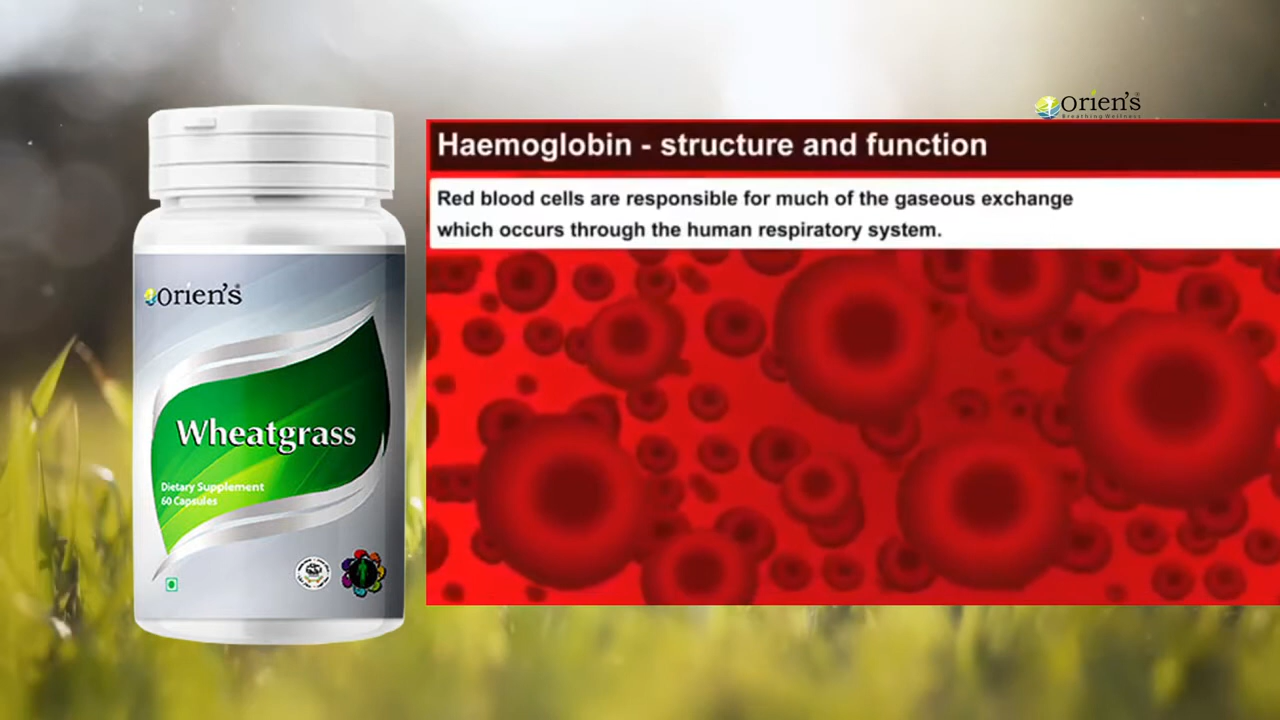 Orien's
Breathing Wellness
Haemoglobin - structure and function
Red blood cells are responsible for much of the gaseous exchange
which occurs through the human respiratory system.
Orien's
Wheatgrass
Dietary Supplement
60 Capsules